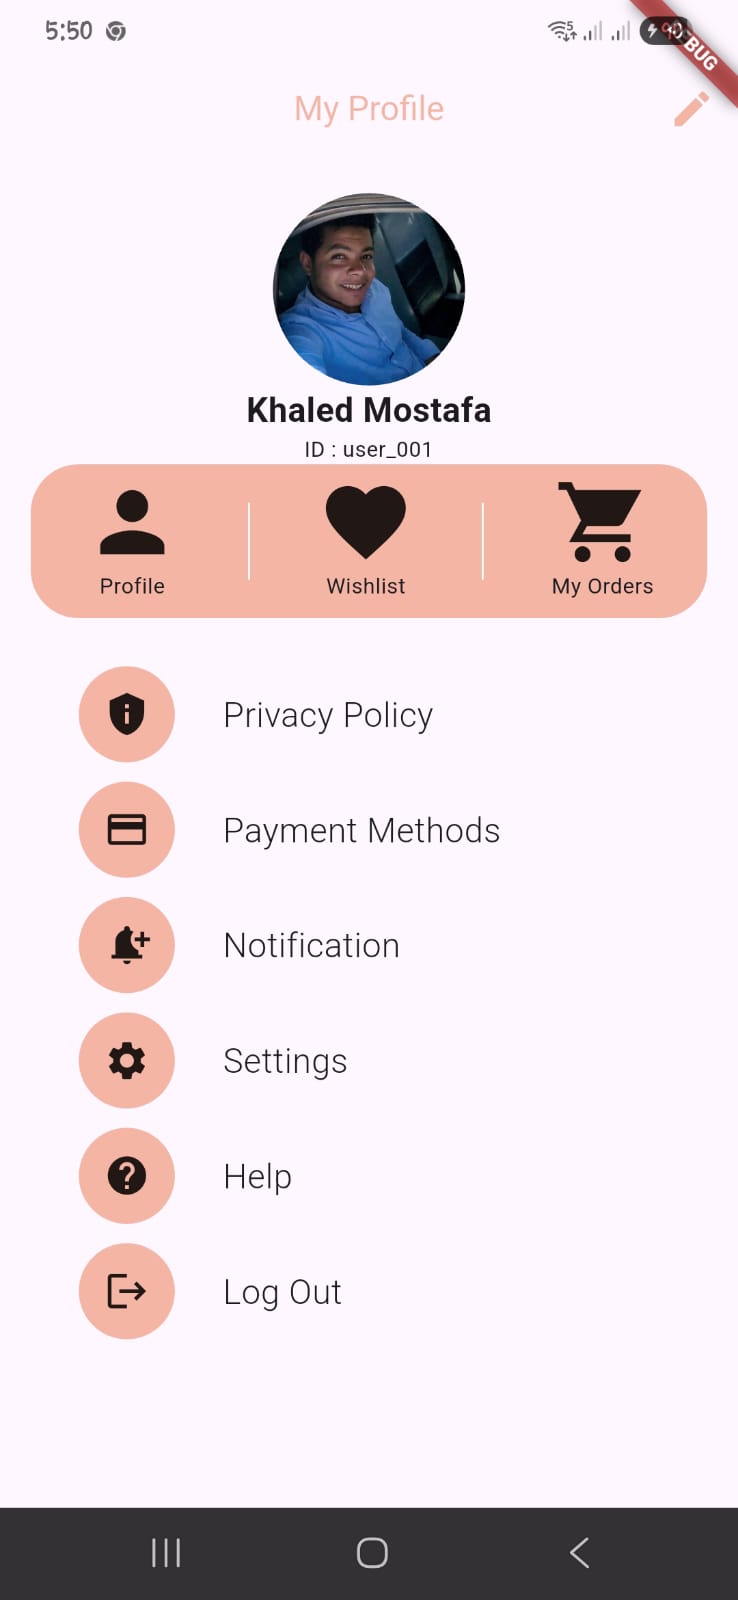 5:50
DEBUG
My Profile
Khaled Mostafa
ID : user_001
Profile Wishlist My Orders
Privacy Policy
Payment Methods
Notification
Settings
Help
Log Out